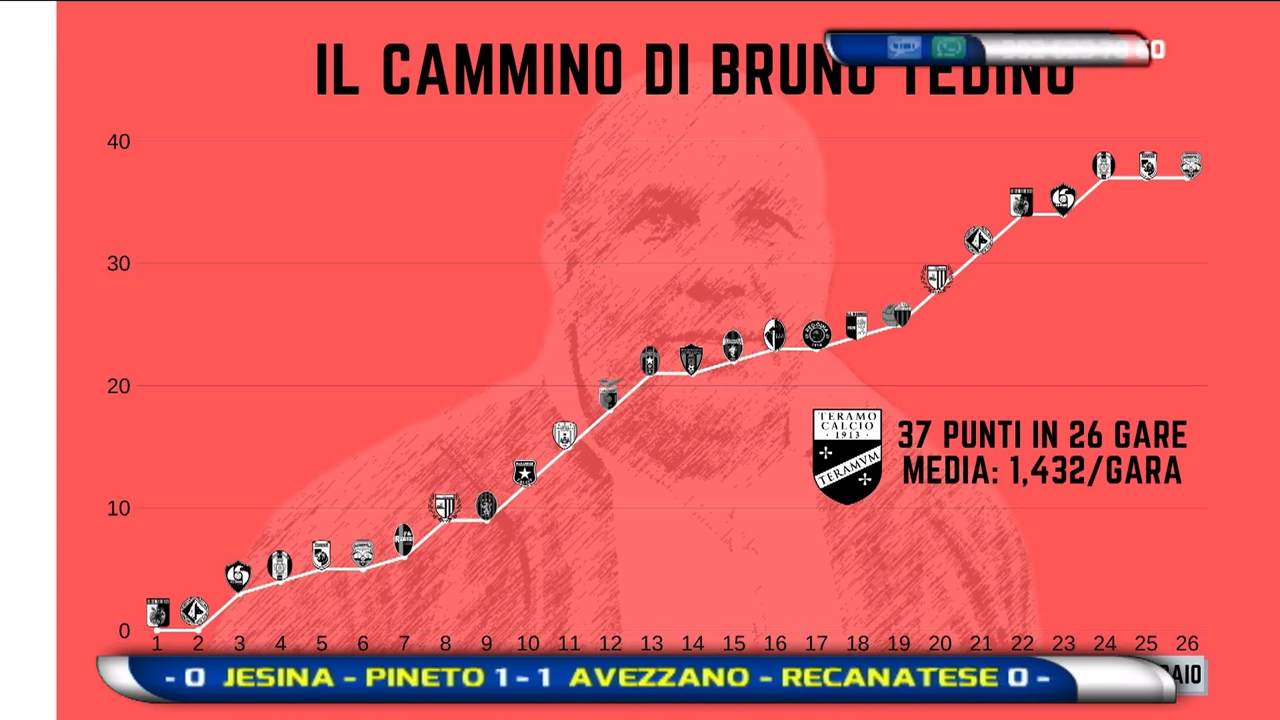 IL CAMMINO DI BRUNO TEDINO
40
30
20
10
0
TERAMO
CALCIO
· 1913 ·
TERAMVM
37 PUNTI IN 26 GARE
MEDIA: 1,432/GARA
1 2 3 4 5 6 7 8 9 10 11 12 13 14 15 16 17 18 19 20 21 22 23 24 25 26
- 0 JESINA - PINETO 1 - 1 AVEZZANO - RECANATESE 0 -